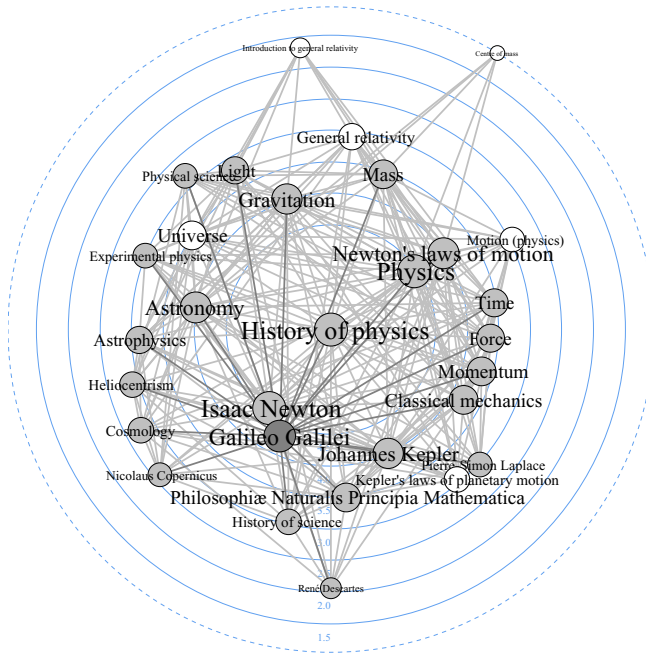 Introduction to general relativity
Centre of mass
General relativity
Light
Physical science
Mass
Gravitation
Universe
Motion (physics)
Experimental physics
Newton's laws of motion
Physics
Astronomy
Time
History of physics
Force
Astrophysics
Momentum
Heliocentrism
Classical mechanics
Isaac Newton
Cosmology
Galileo Galilei
Johannes Kepler
Pierre-Simon Laplace
Nicolaus Copernicus
Kepler's laws of planetary motion
Philosophiæ Naturalis Principia Mathematica
History of science
3.0
René Descartes
2.0
1.5